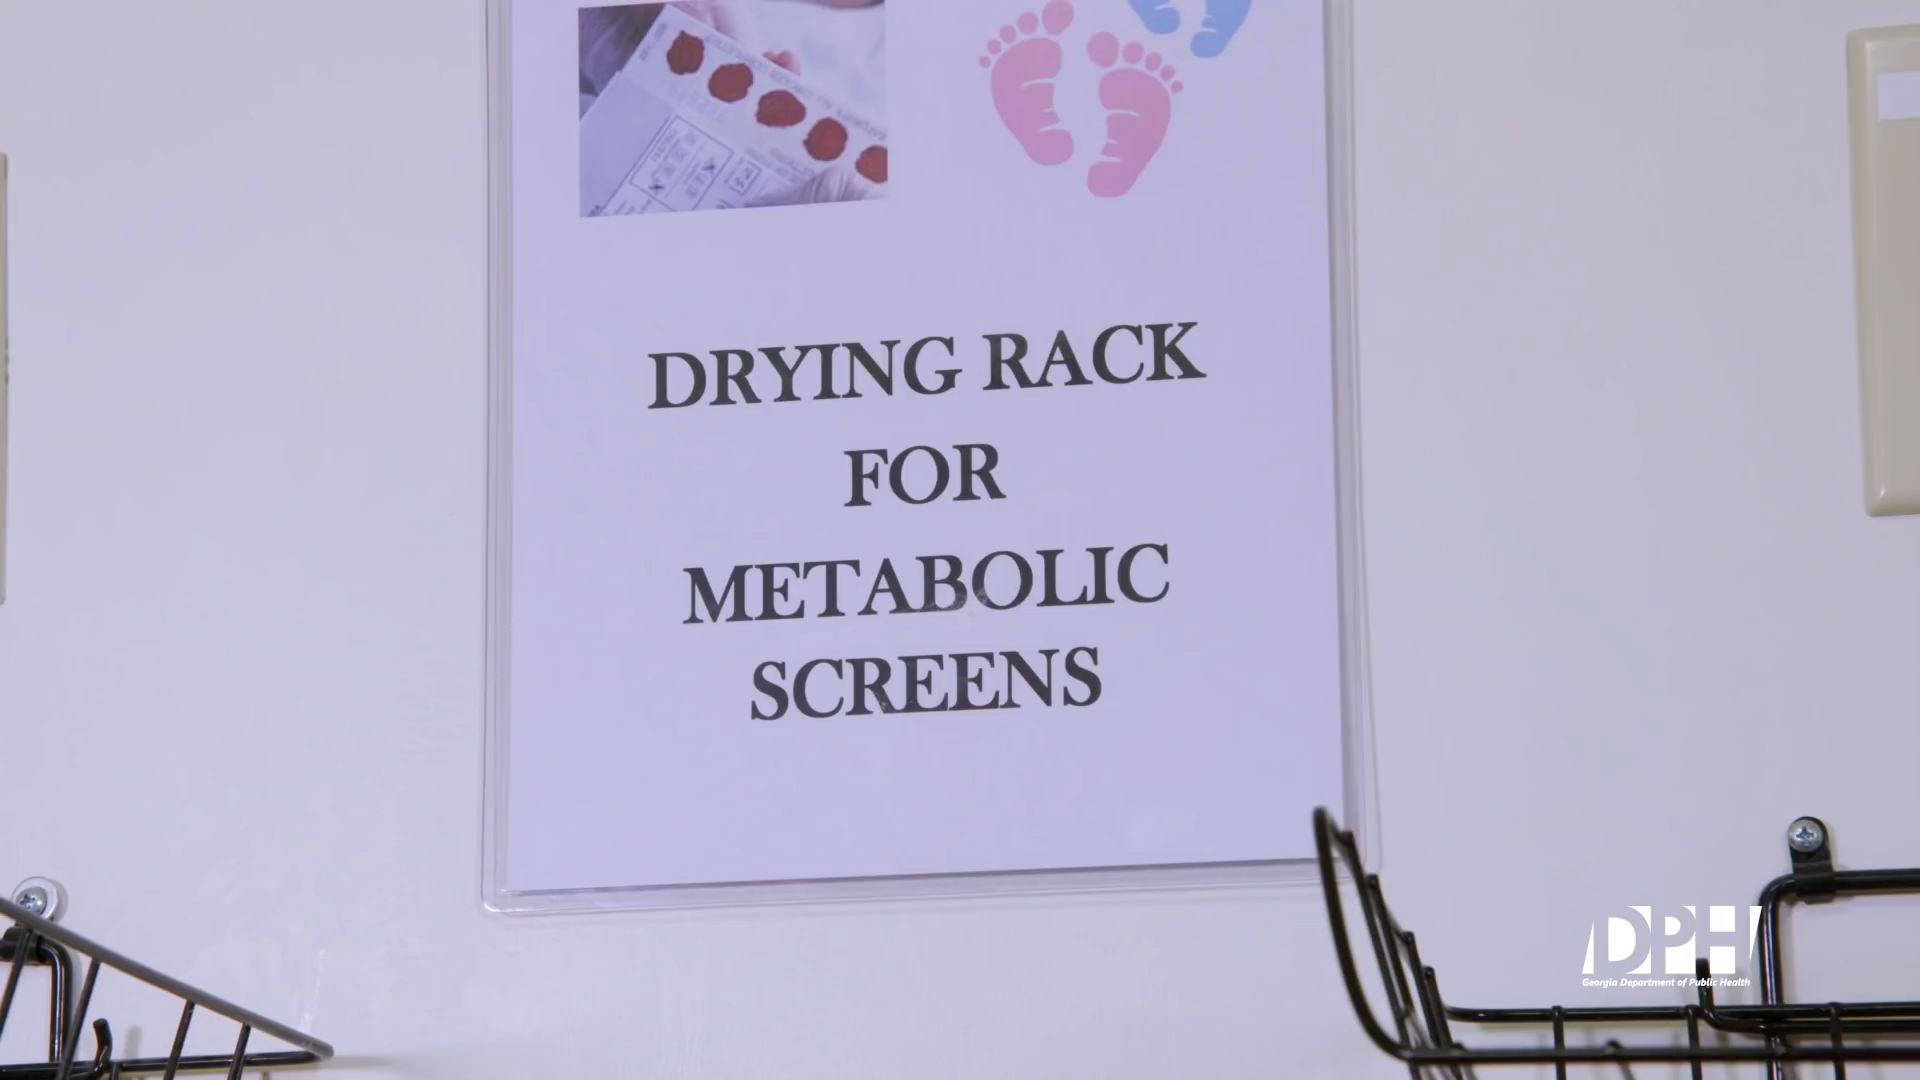 DRYING RACK
FOR
METABOLIC
SCREENS
DPH
Georgia Department of Public Health